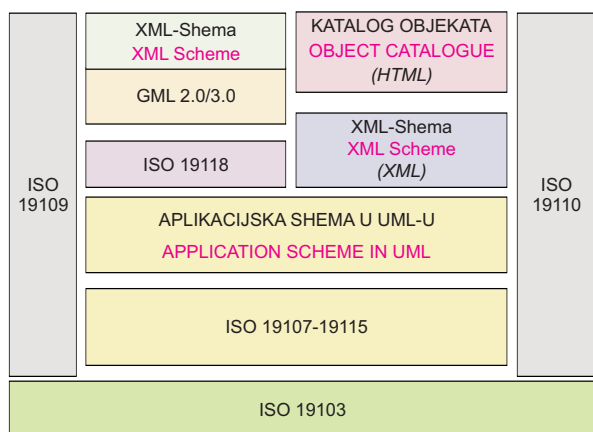 XML-Shema
XML Scheme
GML 2.0/3.0
KATALOG OBJEKATA
OBJECT CATALOGUE
(HTML)
XML-Shema
XML Scheme
(XML)
ISO 19118
ISO
19109
ISO
19110
APLIKACIJSKA SHEMA U UML-U
APPLICATION SCHEME IN UML
ISO 19107-19115
ISO 19103